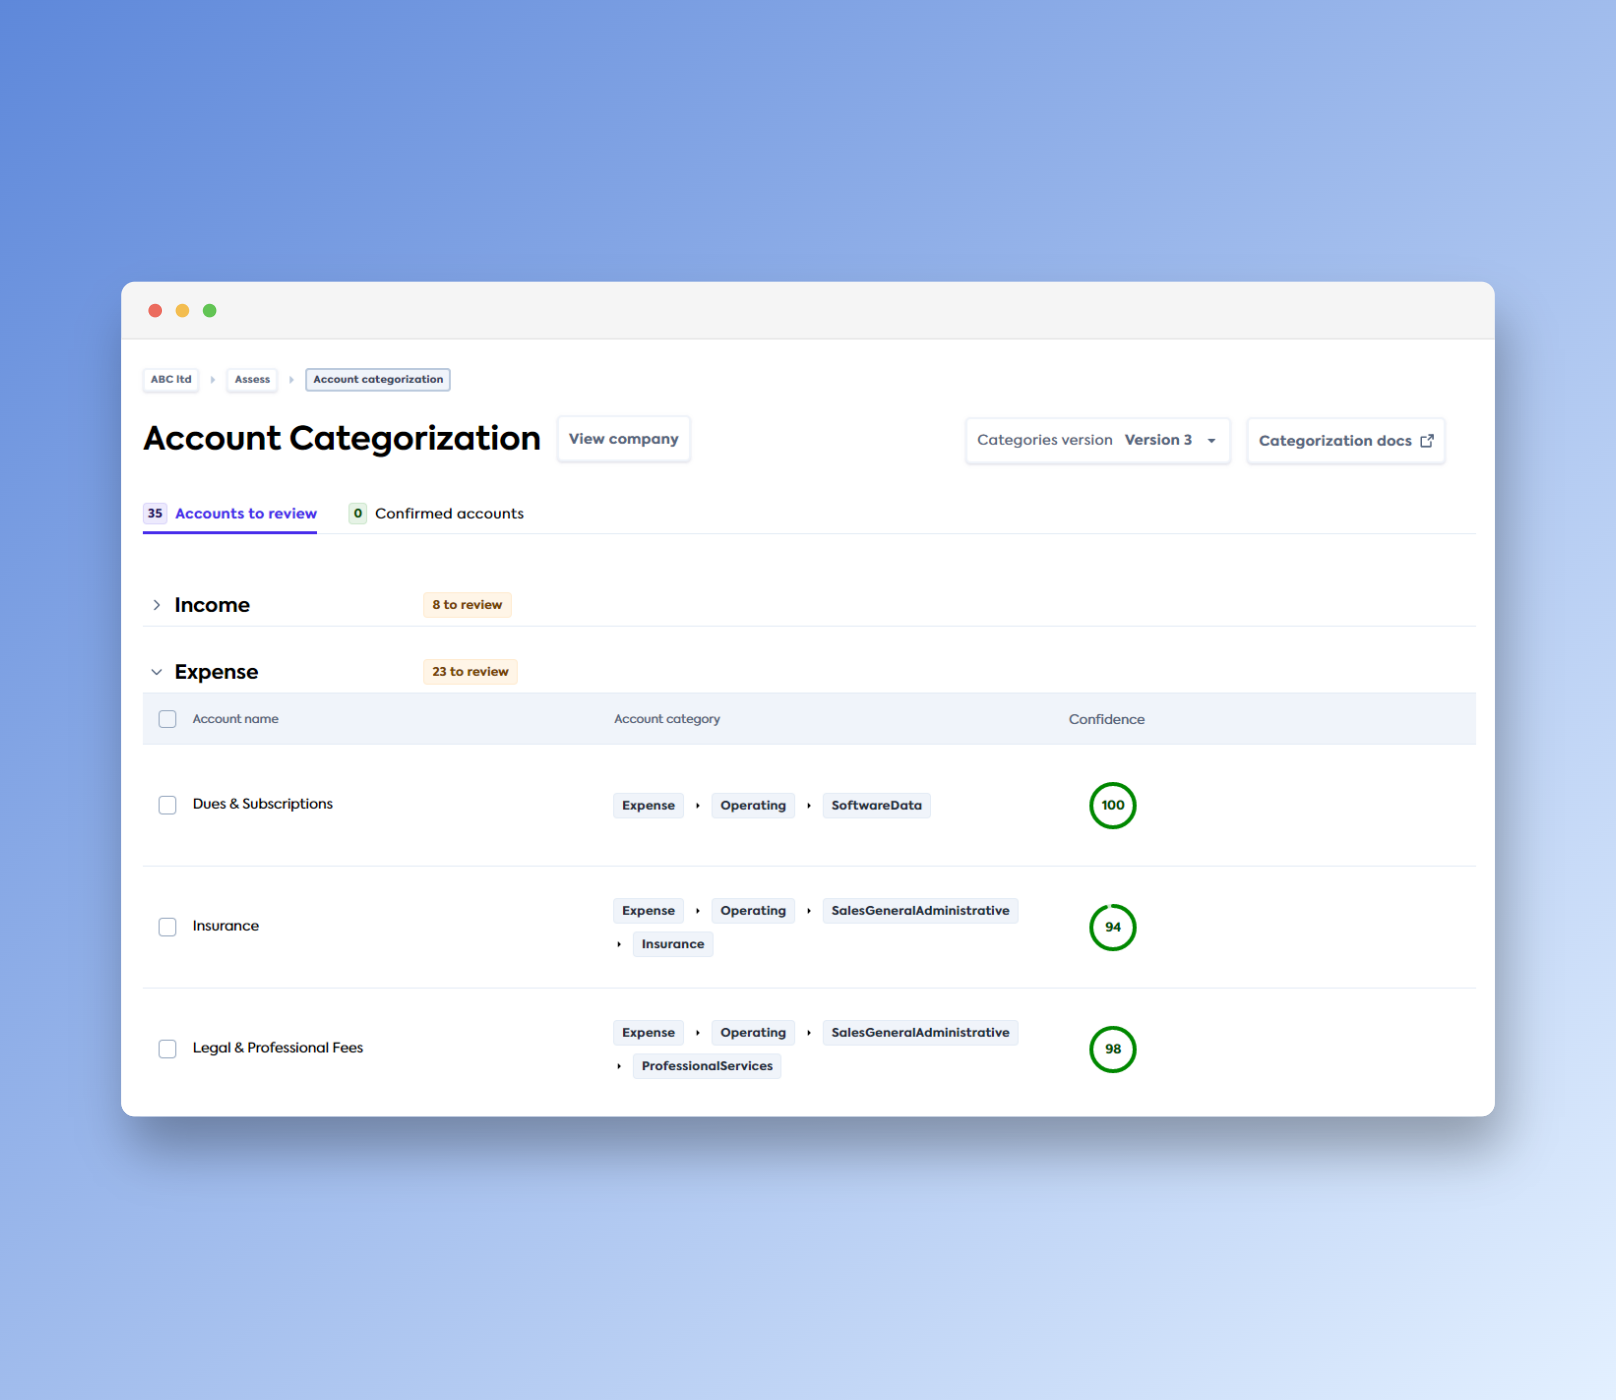 ABC ltd Assess Account categorization
Account Categorization View company Categories version Version 3 Categorization docs
35 Accounts to review 0 Confirmed accounts
Income 8 to review
Expense 23 to review
Account name Account category Confidence
Dues & Subscriptions Expense Operating SoftwareData 100
Insurance Expense Operating SalesGeneralAdministrative 94
Insurance
Legal & Professional Fees Expense Operating SalesGeneralAdministrative 98
ProfessionalServices